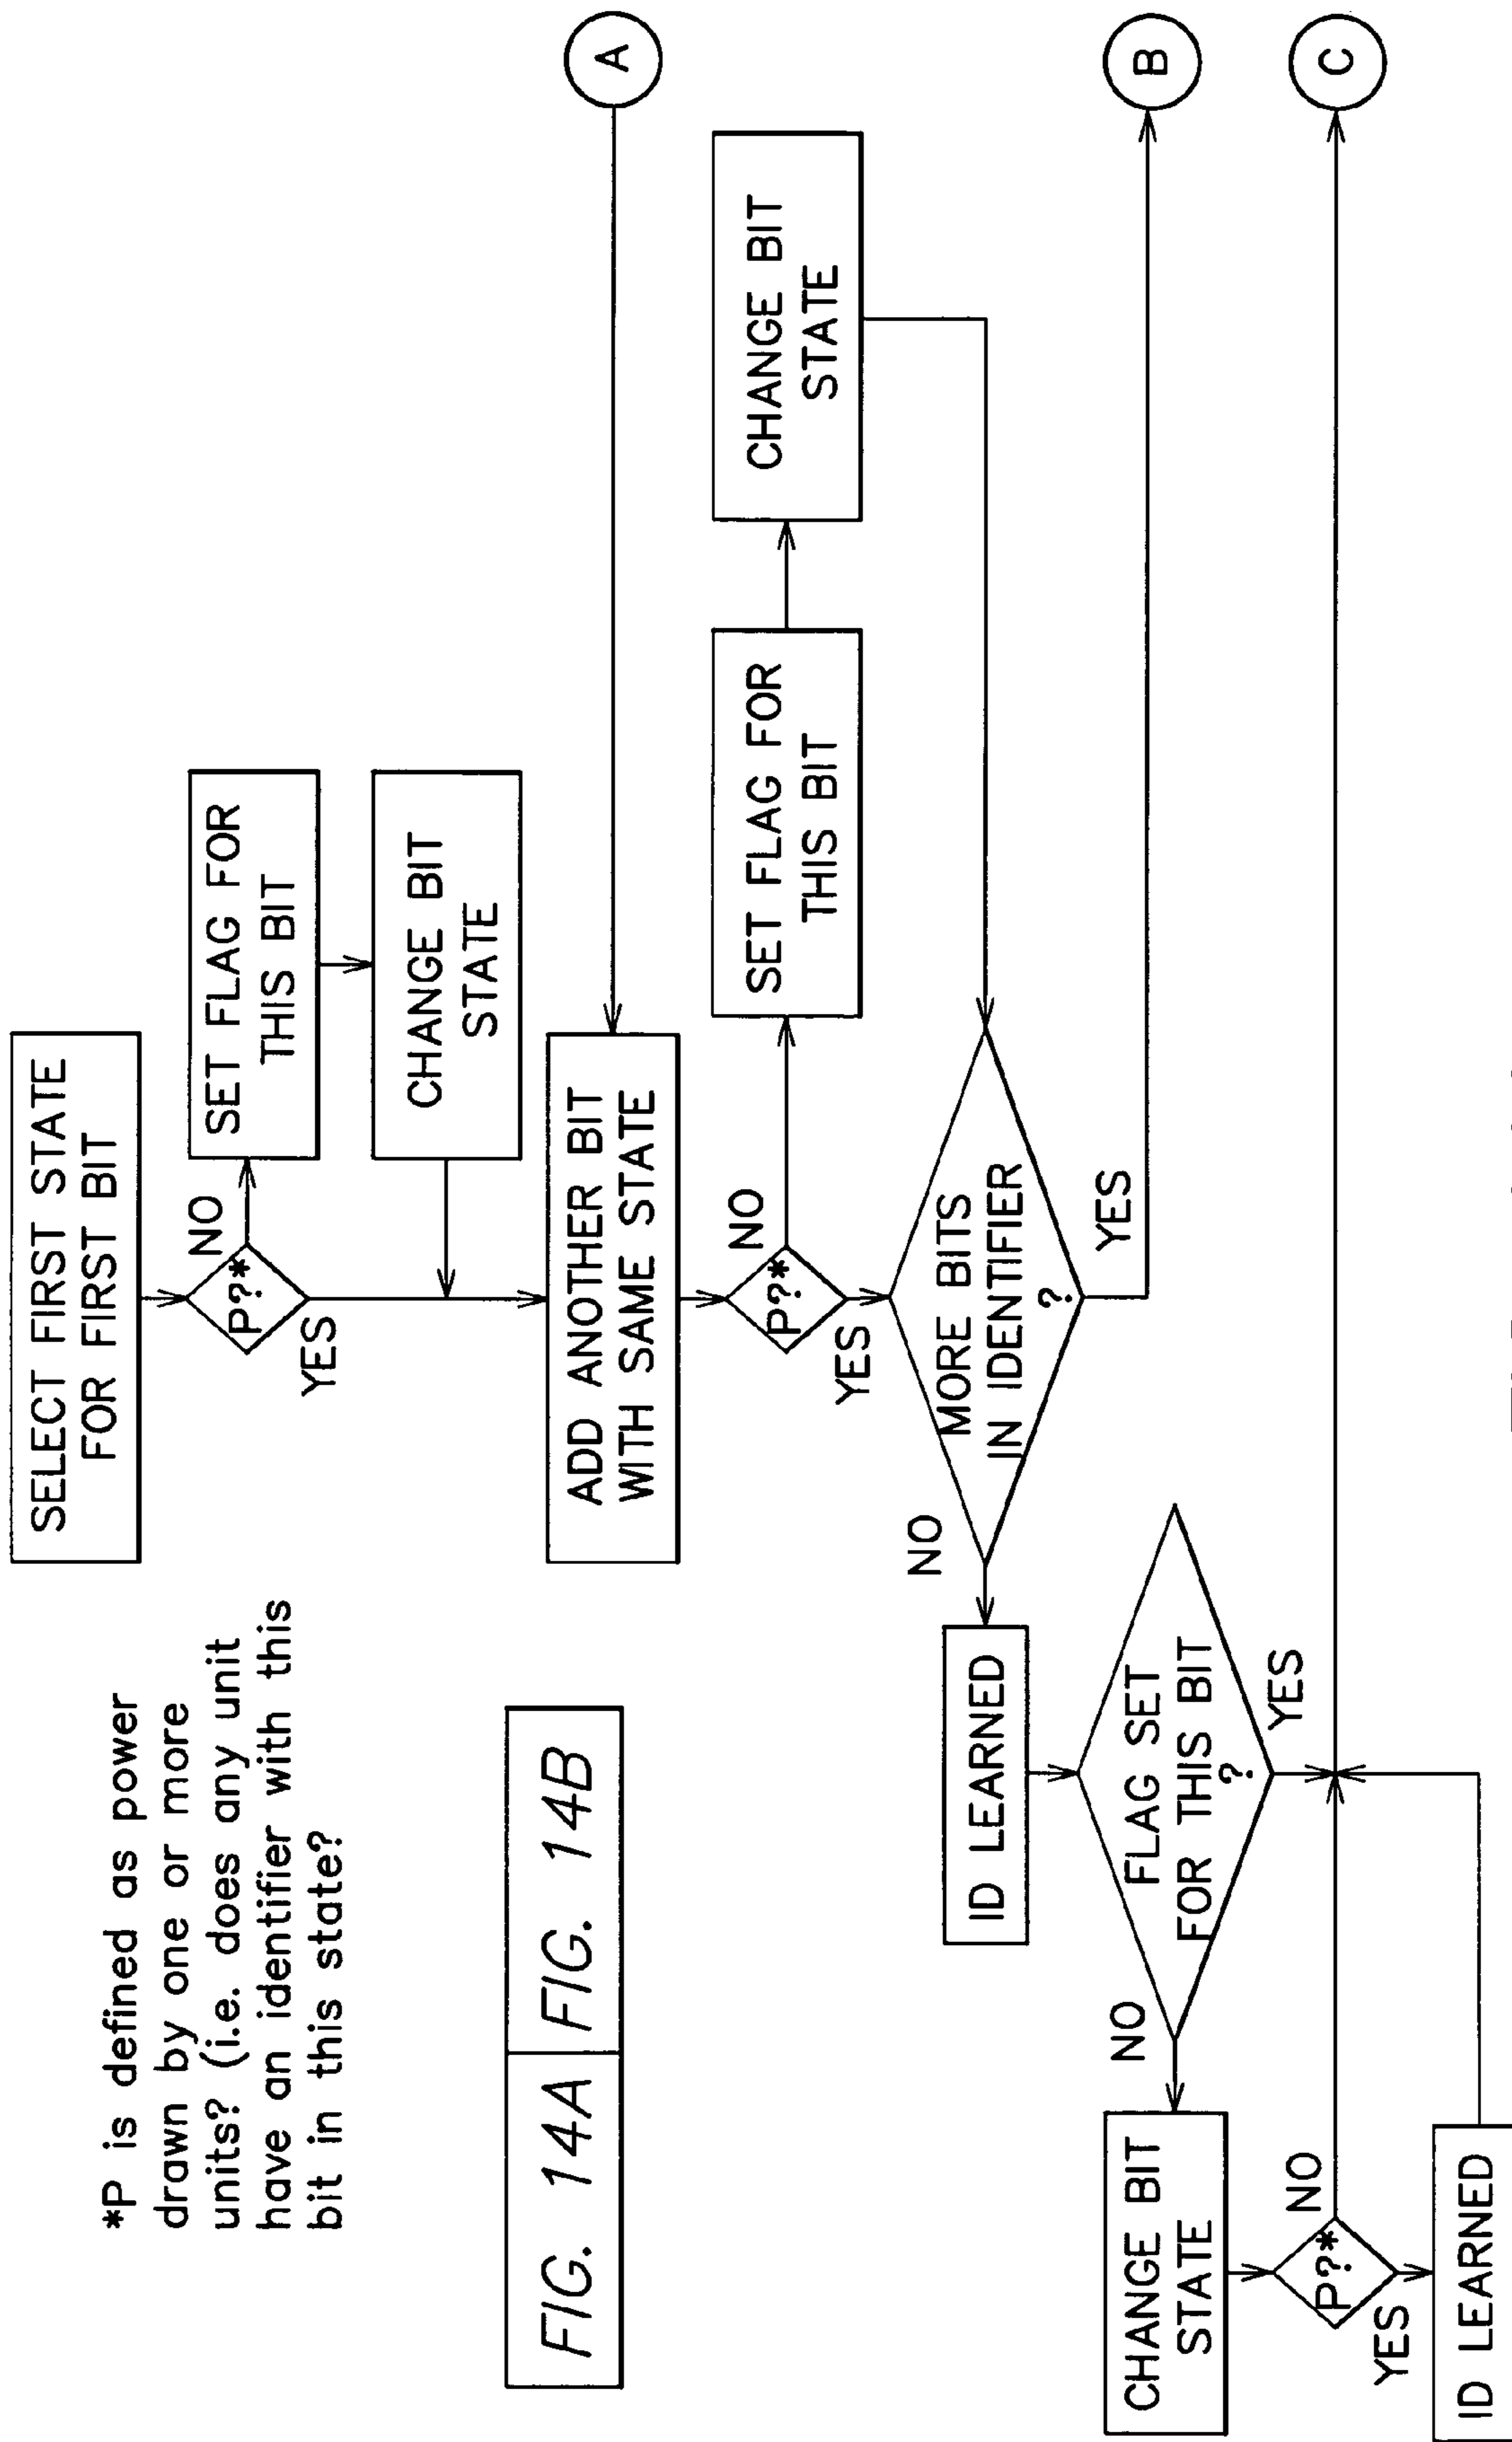 SELECT FIRST STATE
FOR FIRST BIT
P?*
NO
YES
SET FLAG FOR
THIS BIT
CHANGE BIT
STATE
ADD ANOTHER BIT
WITH SAME STATE
A
P?*
NO
YES
SET FLAG FOR
THIS BIT
CHANGE BIT
STATE
MORE BITS
IN IDENTIFIER
?
NO
YES
B
ID LEARNED
FLAG SET
FOR THIS BIT
?
NO
YES
C
CHANGE BIT
STATE
P?*
NO
YES
ID LEARNED
*P is defined as power
drawn by one or more
units? (i.e. does any unit
have an identifier with this
bit in this state?
FIG. 14A
FIG. 14B